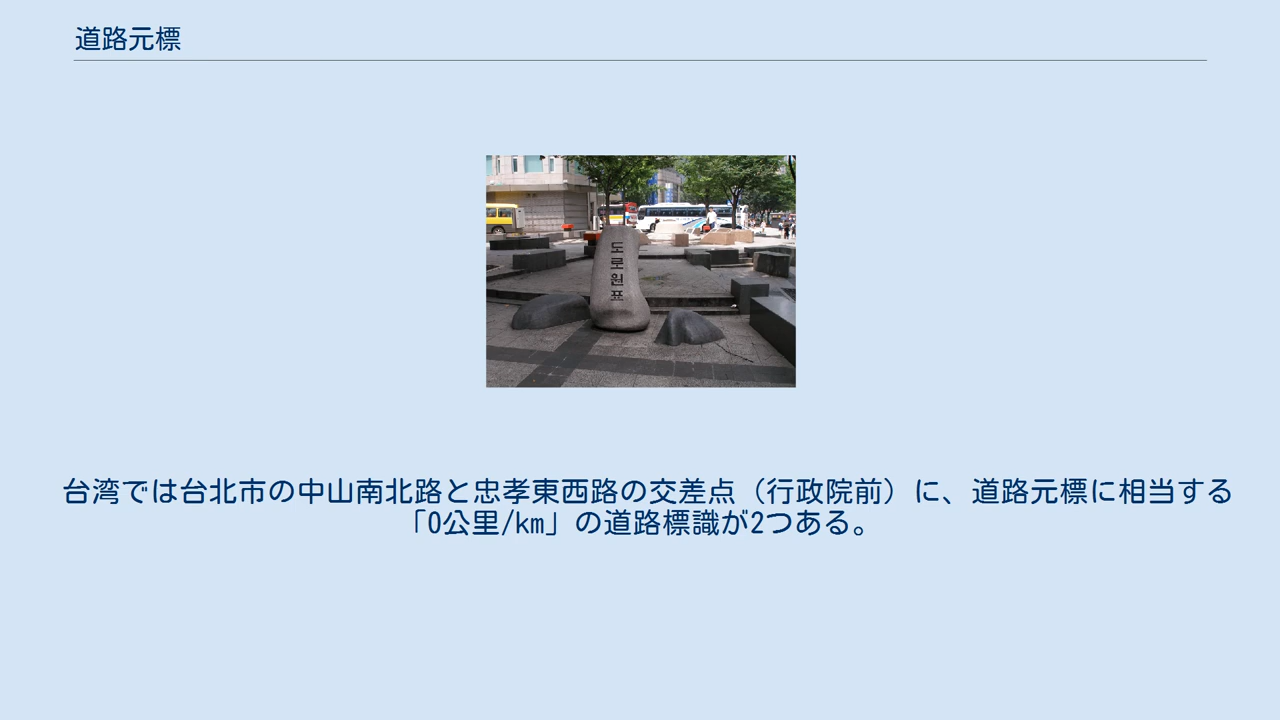 道路元標
도로원표
台湾では台北市の中山南北路と忠孝東西路の交差点（行政院前）に、道路元標に相当する
「0公里/km」の道路標識が2つある。